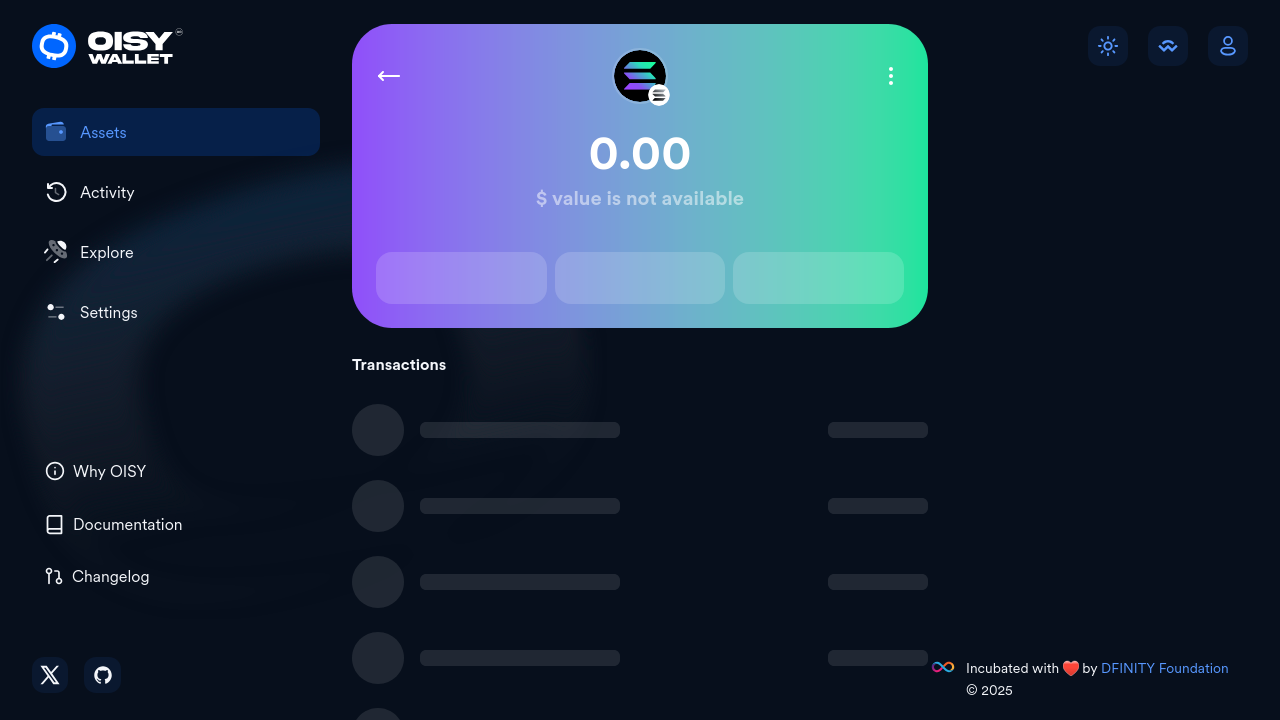 OISY
WALLET
Assets
Activity
Explore
Settings
Why OISY
Documentation
Changelog
0.00
$ value is not available
Transactions
Incubated with ❤️ by DFINITY Foundation
© 2025